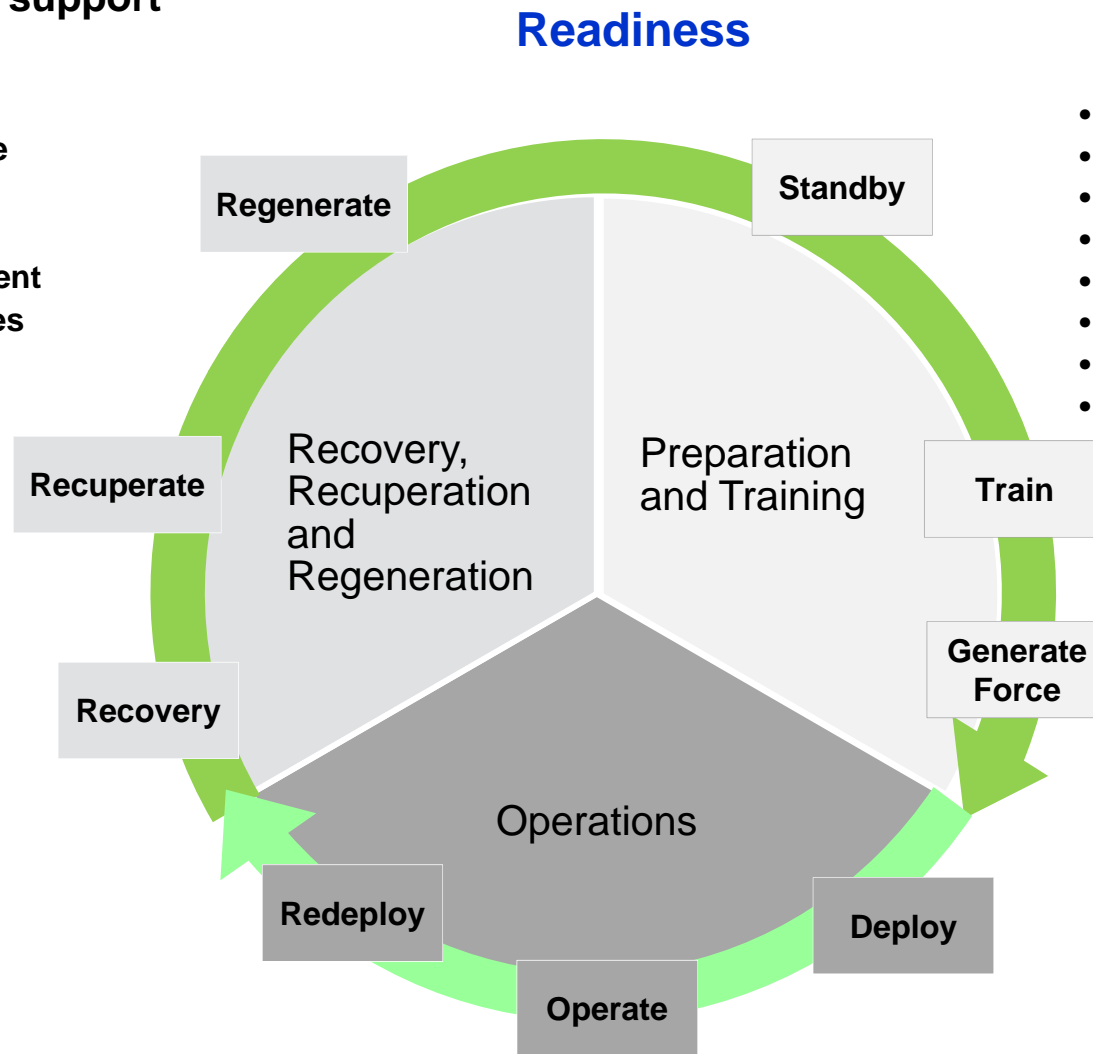 support
Readiness
Regenerate
Standby
Recuperate
Recovery,
Recuperation
and
Regeneration
Preparation
and Training
Train
Generate
Force
Recovery
Operations
Redeploy
Deploy
Operate